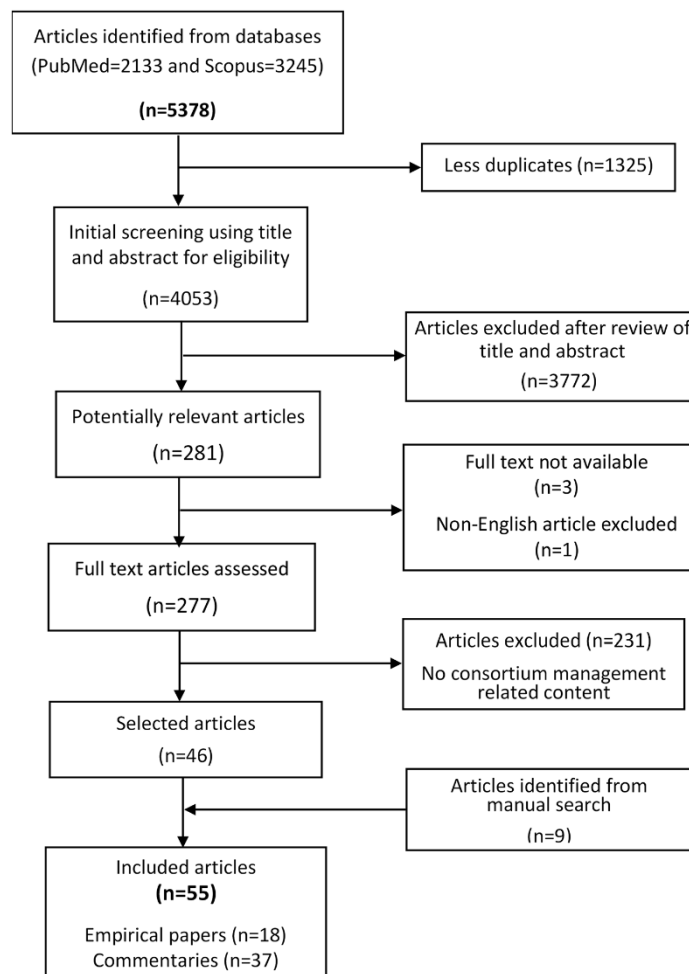 Articles identified from databases
(PubMed=2133 and Scopus=3245)
(n=5378)
Less duplicates (n=1325)
Initial screening using title
and abstract for eligibility
(n=4053)
Articles excluded after review of
title and abstract
(n=3772)
Potentially relevant articles
(n=281)
Full text not available
(n=3)
Non-English article excluded
(n=1)
Full text articles assessed
(n=277)
Articles excluded (n=231)
No consortium management
related content
Selected articles
(n=46)
Articles identified from
manual search
(n=9)
Included articles
(n=55)
Empirical papers (n=18)
Commentaries (n=37)